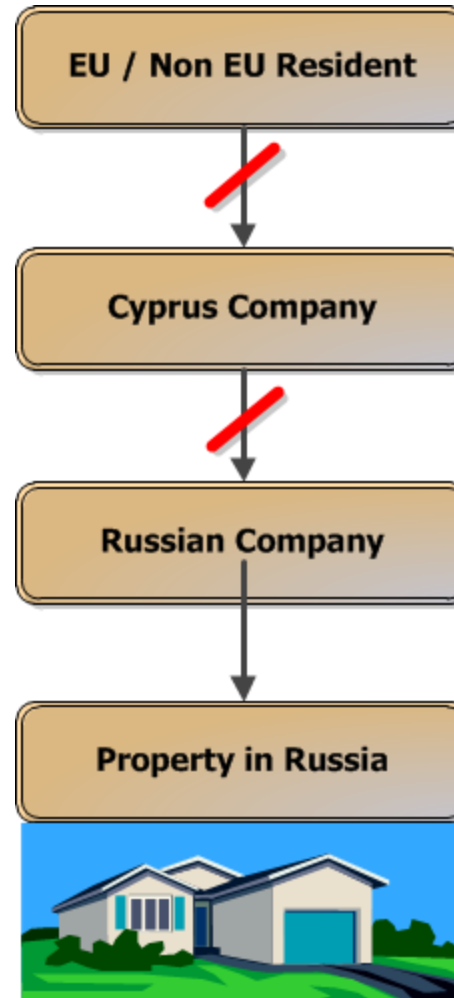 EU / Non EU Resident
Cyprus Company
Russian Company
Property in Russia